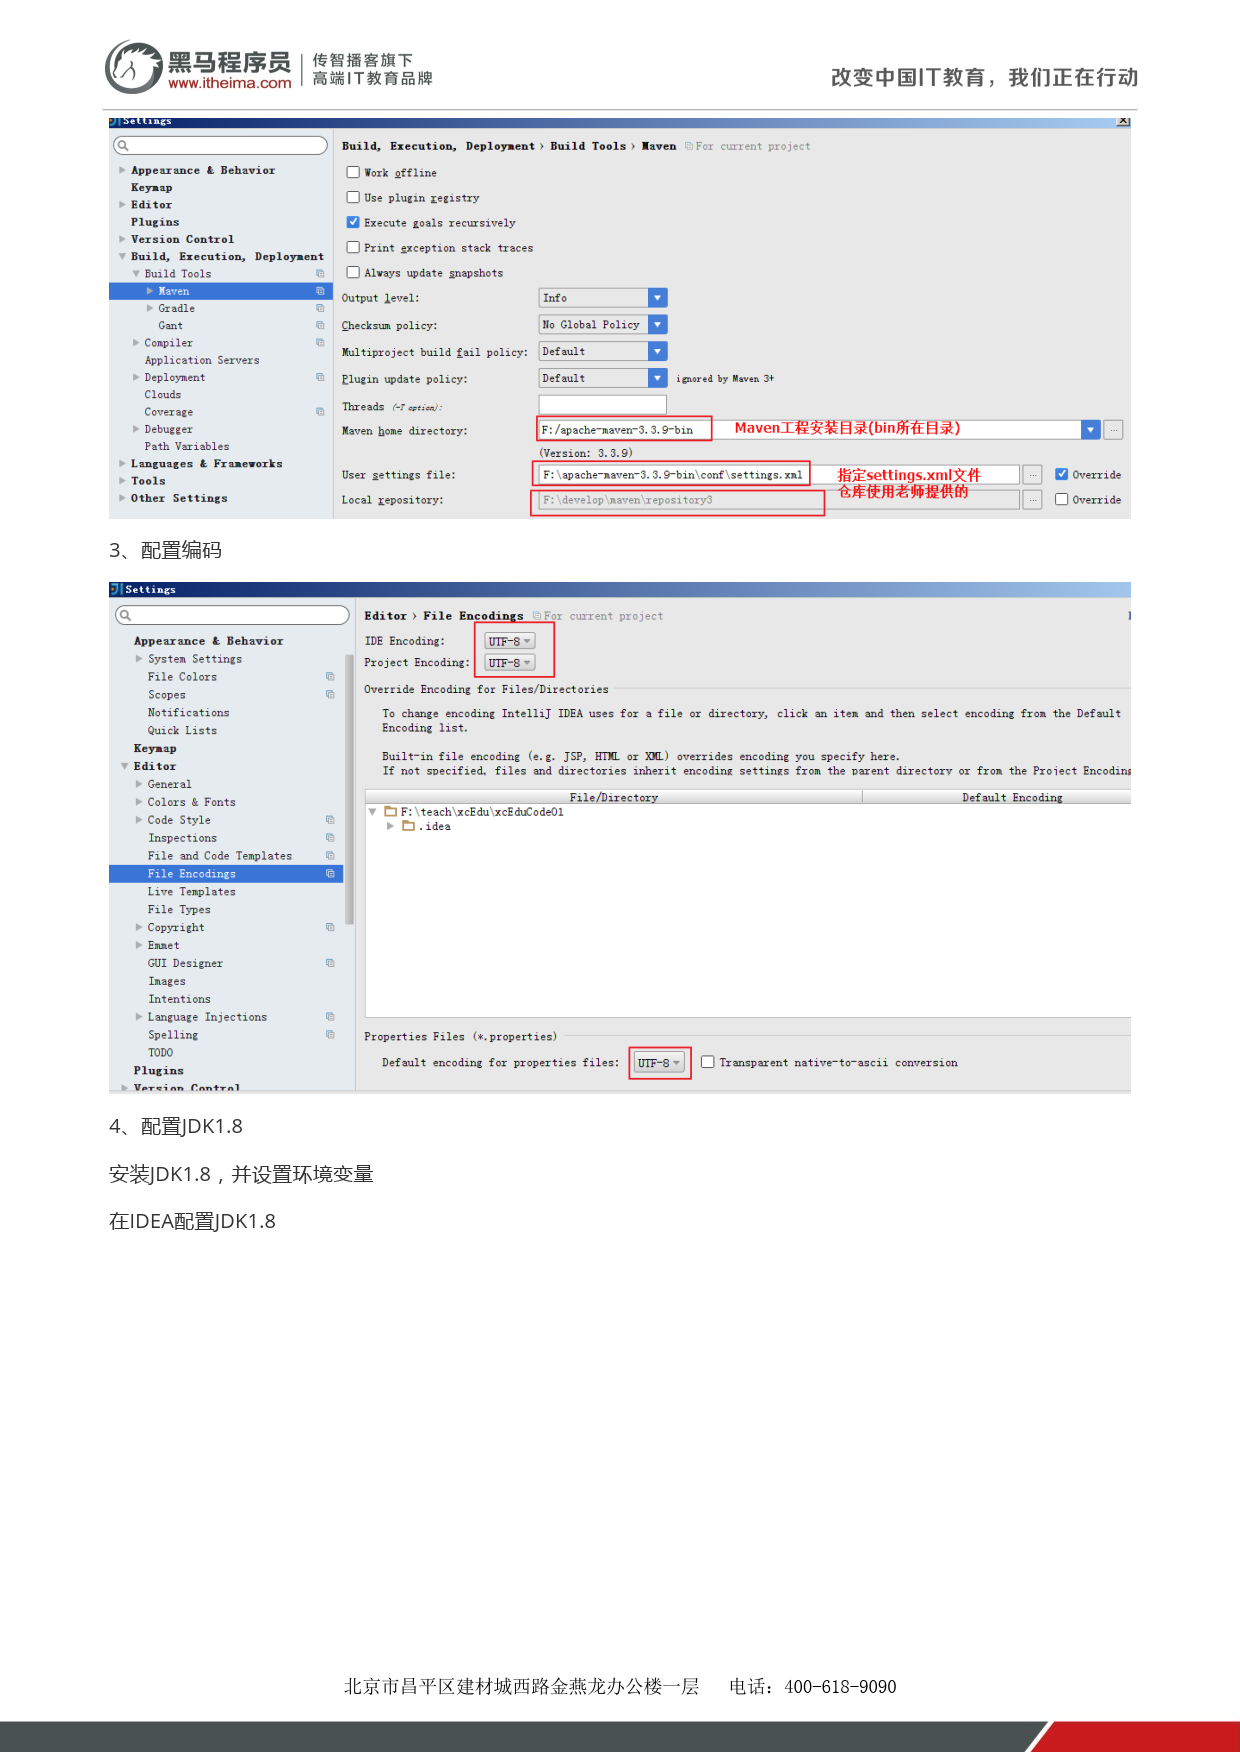 黑马程序员
www.itheima.com
传智播客旗下
高端IT教育品牌
改变中国IT教育，我们正在行动
Settings
Appearance & Behavior
Keymap
Editor
Plugins
Version Control
Build, Execution, Deployment
Build Tools
Maven
Gradle
Gant
Compiler
Application Servers
Deployment
Clouds
Coverage
Debugger
Path Variables
Languages & Frameworks
Tools
Other Settings
Build, Execution, Deployment › Build Tools › Maven For current project
Work offline
Use plugin registry
Execute goals recursively
Print exception stack traces
Always update snapshots
Output level: Info
Checksum policy: No Global Policy
Multiproject build fail policy: Default
Plugin update policy: Default ignored by Maven 3+
Threads (-T option):
Maven home directory: F:/apache-maven-3.3.9-bin Maven工程安装目录(bin所在目录) ...
(Version: 3.3.9)
User settings file: F:\apache-maven-3.3.9-bin\conf\settings.xml 指定settings.xml文件 ... Override
仓库使用老师提供的
Local repository: F:\develop\maven\repository3 ... Override
3、配置编码
Settings
Appearance & Behavior
System Settings
File Colors
Scopes
Notifications
Quick Lists
Keymap
Editor
General
Colors & Fonts
Code Style
Inspections
File and Code Templates
File Encodings
Live Templates
File Types
Copyright
Emmet
GUI Designer
Images
Intentions
Language Injections
Spelling
TODO
Plugins
Version Control
Editor › File Encodings For current project
IDE Encoding: UTF-8
Project Encoding: UTF-8
Override Encoding for Files/Directories
To change encoding IntelliJ IDEA uses for a file or directory, click an item and then select encoding from the Default
Encoding list.
Built-in file encoding (e.g. JSP, HTML or XML) overrides encoding you specify here.
If not specified, files and directories inherit encoding settings from the parent directory or from the Project Encoding
File/Directory Default Encoding
F:\teach\xcEdu\xcEduCode01
.idea
Properties Files (*.properties)
Default encoding for properties files: UTF-8 Transparent native-to-ascii conversion
4、配置JDK1.8
安装JDK1.8，并设置环境变量
在IDEA配置JDK1.8
北京市昌平区建材城西路金燕龙办公楼一层 电话：400-618-9090